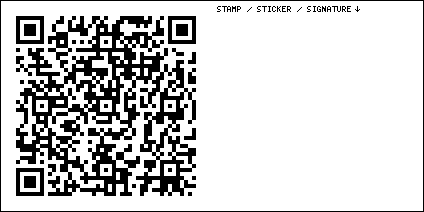 STAMP / STICKER / SIGNATURE ↓